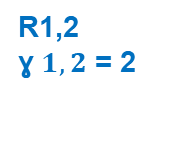 R1,2
ɣ 1, 2 = 2